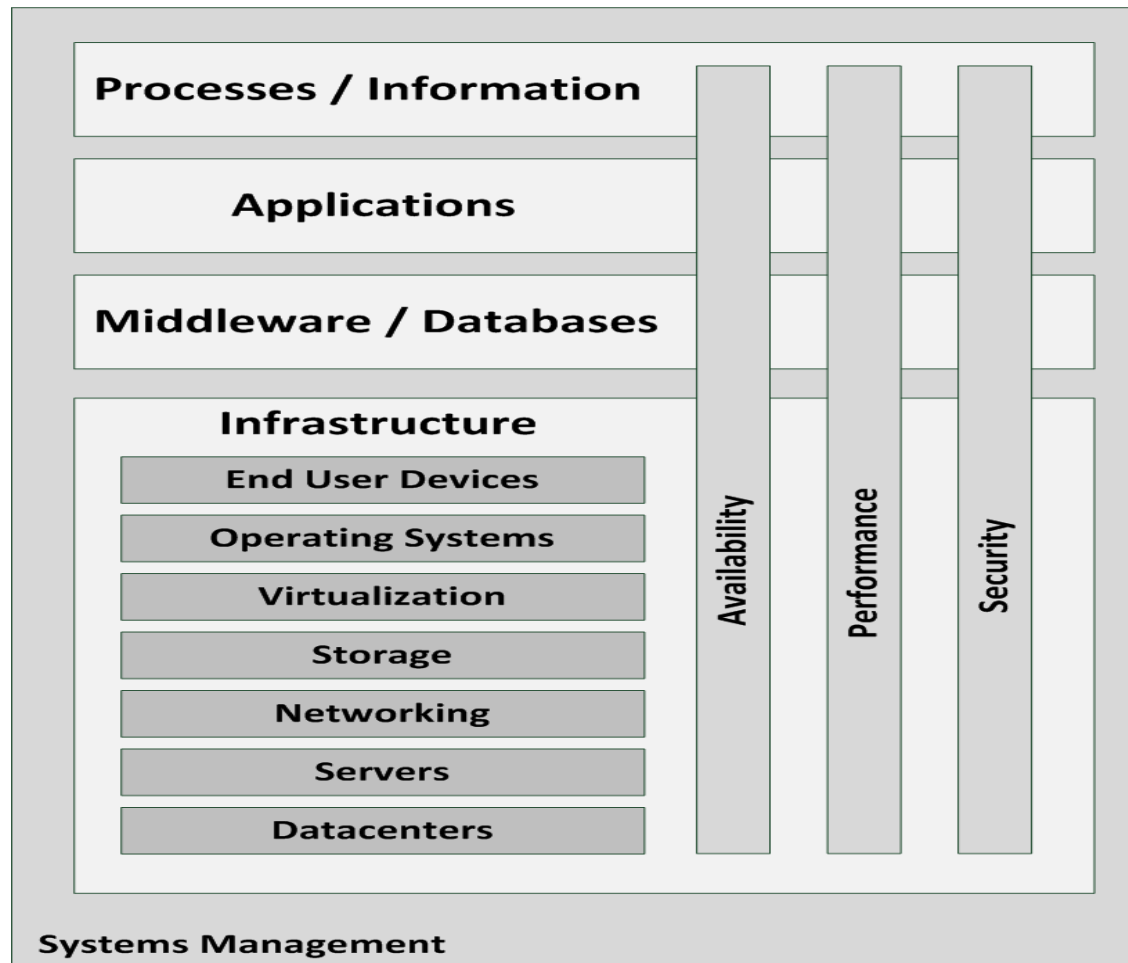 Processes / Information
Applications
Middleware / Databases
Infrastructure
End User Devices
Operating Systems
Virtualization
Storage
Networking
Servers
Datacenters
Availability
Performance
Security
Systems Management